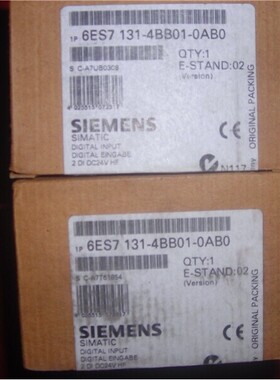 1P 6ES7 131-4BB01-0AB0
QTY:1
S C-A7UB0309
E-STAND:02
(Version)
SIEMENS
SIMATIC
DIGITAL INPUT
DIGITAL EINGABE
2 DI DC24V HF
N117
ORIGINAL PACKING
1P 6ES7 131-4BB01-0AB0
QTY:1
E-STAND:02
(Version)
SIEMENS
SIMATIC
DIGITAL INPUT
DIGITAL EINGABE
2 DI DC24V HF
ORIGINAL PACKING